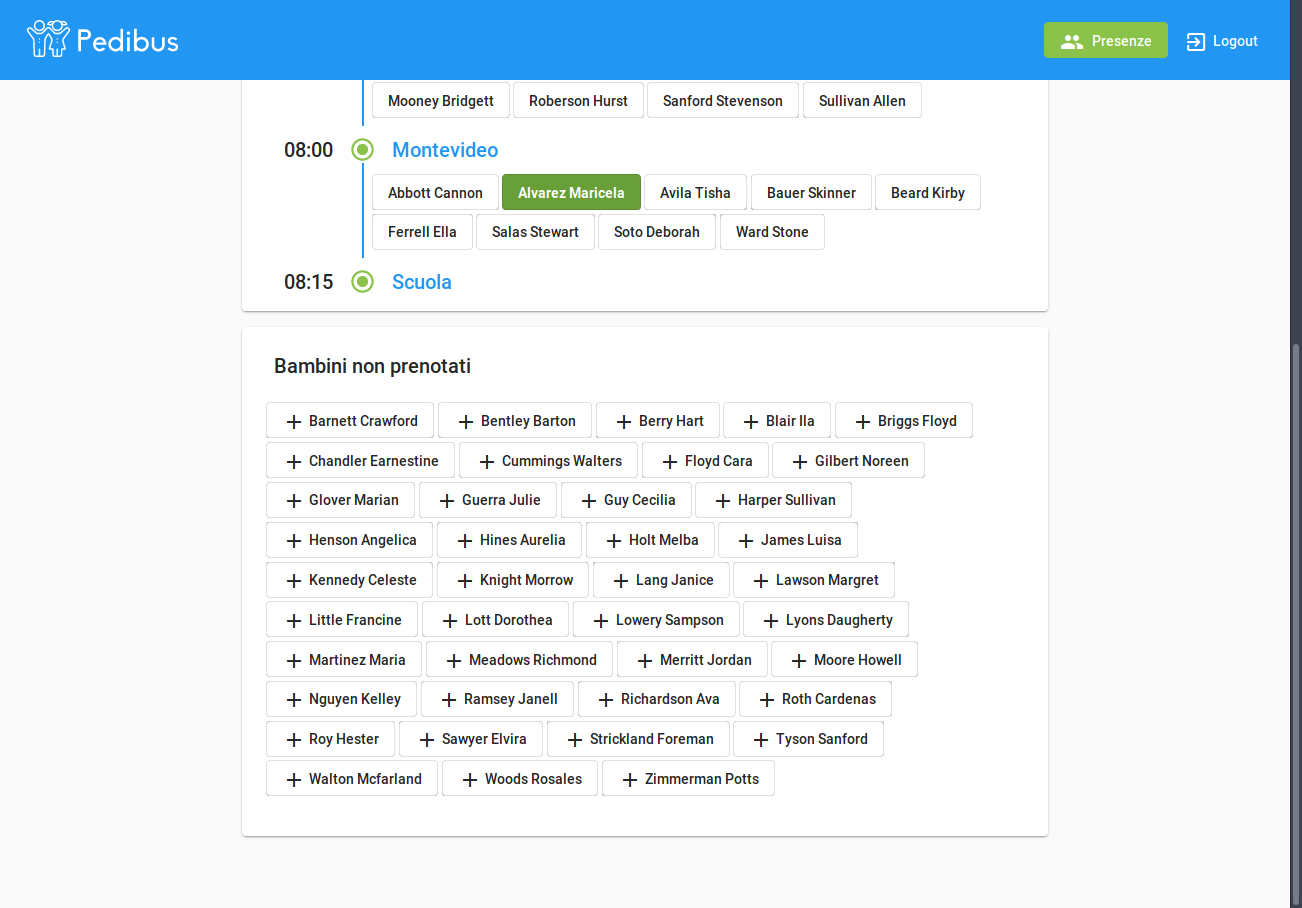 Pedibus Presenze Logout
Mooney Bridgett Roberson Hurst Sanford Stevenson Sullivan Allen
08:00 Montevideo
Abbott Cannon Alvarez Maricela Avila Tisha Bauer Skinner Beard Kirby
Ferrell Ella Salas Stewart Soto Deborah Ward Stone
08:15 Scuola
Bambini non prenotati
+ Barnett Crawford + Bentley Barton + Berry Hart + Blair Ila + Briggs Floyd
+ Chandler Earnestine + Cummings Walters + Floyd Cara + Gilbert Noreen
+ Glover Marian + Guerra Julie + Guy Cecilia + Harper Sullivan
+ Henson Angelica + Hines Aurelia + Holt Melba + James Luisa
+ Kennedy Celeste + Knight Morrow + Lang Janice + Lawson Margret
+ Little Francine + Lott Dorothea + Lowery Sampson + Lyons Daugherty
+ Martinez Maria + Meadows Richmond + Merritt Jordan + Moore Howell
+ Nguyen Kelley + Ramsey Janell + Richardson Ava + Roth Cardenas
+ Roy Hester + Sawyer Elvira + Strickland Foreman + Tyson Sanford
+ Walton Mcfarland + Woods Rosales + Zimmerman Potts